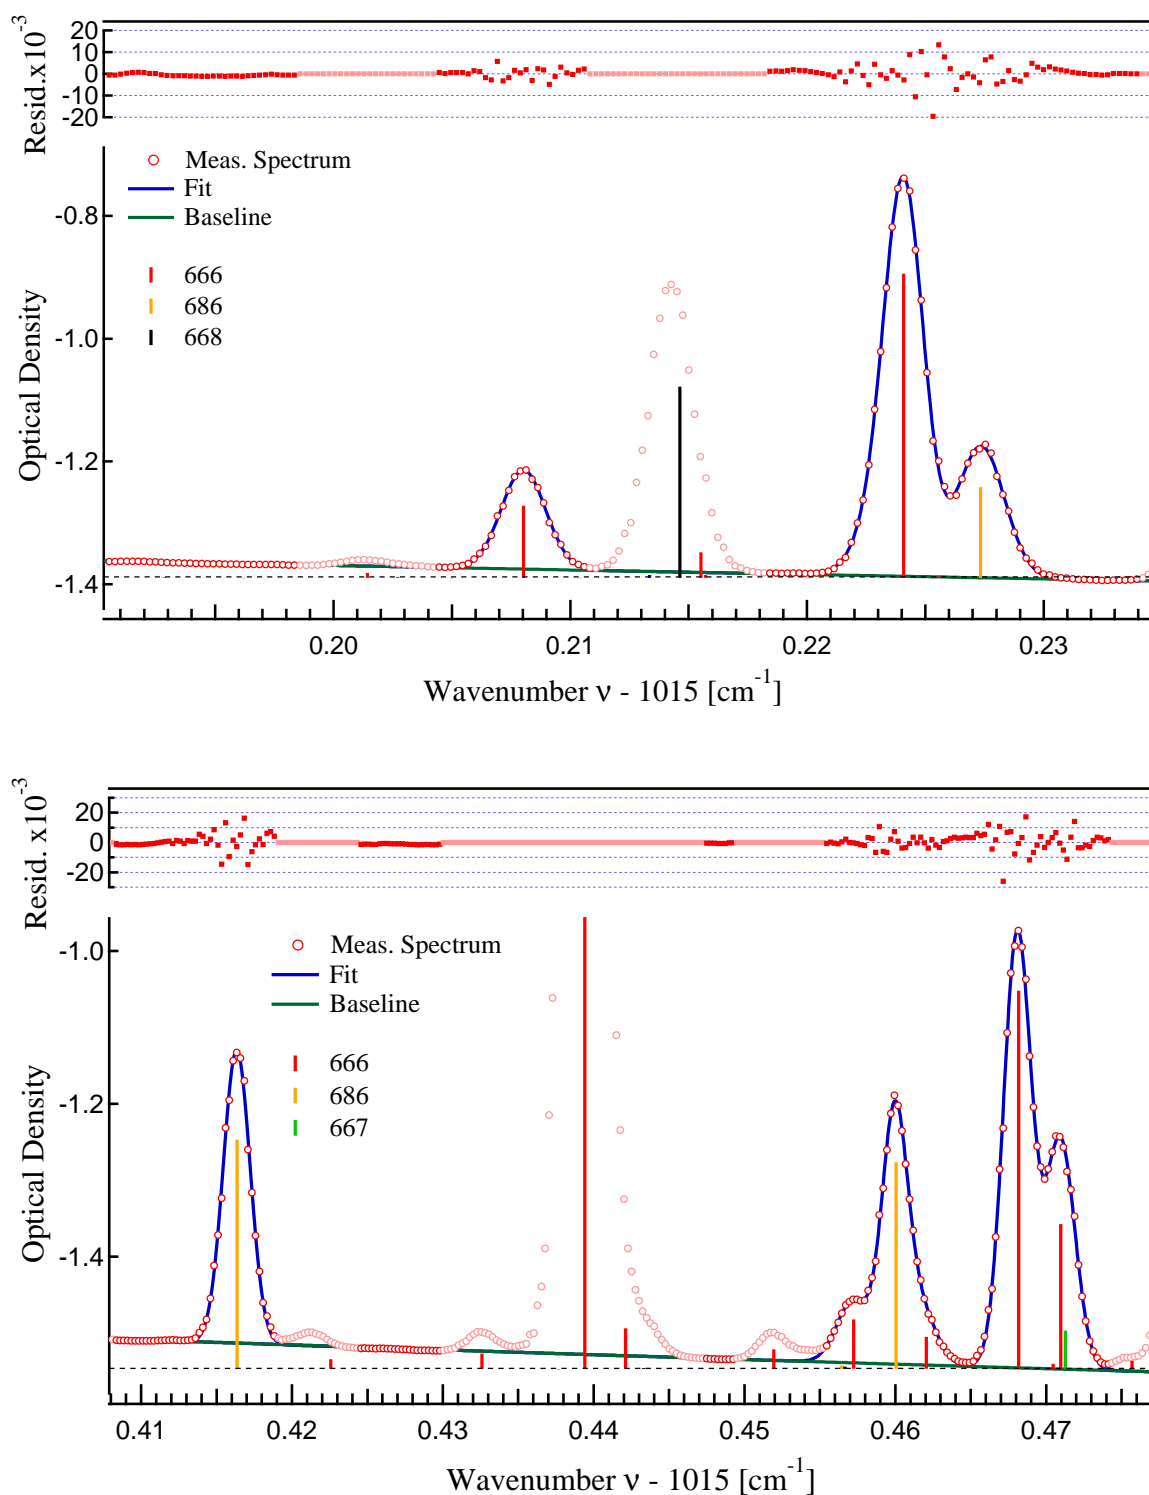 Resid.x10-3
20
10
0
-10
-20
Meas. Spectrum
Fit
Baseline
666
686
668
Optical Density
-0.8
-1.0
-1.2
-1.4
0.20 0.21 0.22 0.23
Wavenumber ν - 1015 [cm-1]
Resid. x10-3
20
0
-20
Meas. Spectrum
Fit
Baseline
666
686
667
Optical Density
-1.0
-1.2
-1.4
0.41 0.42 0.43 0.44 0.45 0.46 0.47
Wavenumber ν - 1015 [cm-1]